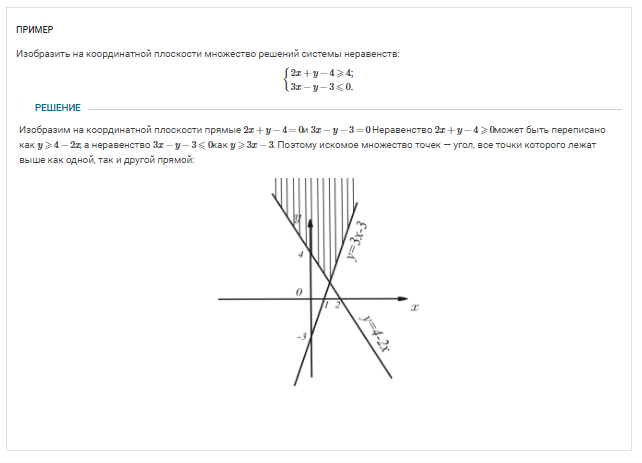 ПРИМЕР
Изобразить на координатной плоскости множество решений системы неравенств:
2x + y − 4 ⩾ 4;
3x − y − 3 ⩽ 0.
РЕШЕНИЕ
Изобразим на координатной плоскости прямые 2x + y − 4 = 0и 3x − y − 3 = 0 Неравенство 2x + y − 4 ⩾ 0может быть переписано
как y ⩾ 4 − 2x, а неравенство 3x − y − 3 ⩽ 0как y ⩾ 3x − 3. Поэтому искомое множество точек — угол, все точки которого лежат
выше как одной, так и другой прямой:
y
y=3x-3
4
0
1 2
x
-3
y=4-2x